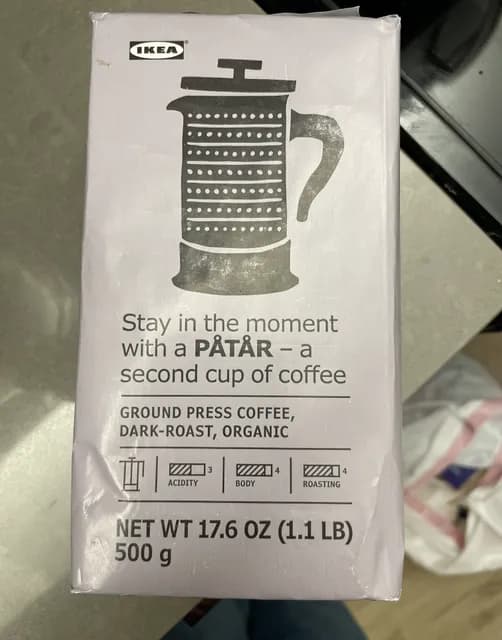 IKEA
Stay in the moment
with a PÅTÅR – a
second cup of coffee
GROUND PRESS COFFEE,
DARK-ROAST, ORGANIC
3 4 4
ACIDITY BODY ROASTING
NET WT 17.6 OZ (1.1 LB)
500 g